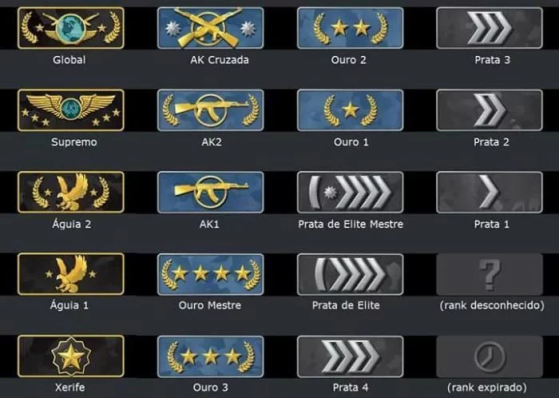 Global AK Cruzada Ouro 2 Prata 3
Supremo AK2 Ouro 1 Prata 2
Águia 2 AK1 Prata de Elite Mestre Prata 1
?
Águia 1 Ouro Mestre Prata de Elite (rank desconhecido)
Xerife Ouro 3 Prata 4 (rank expirado)